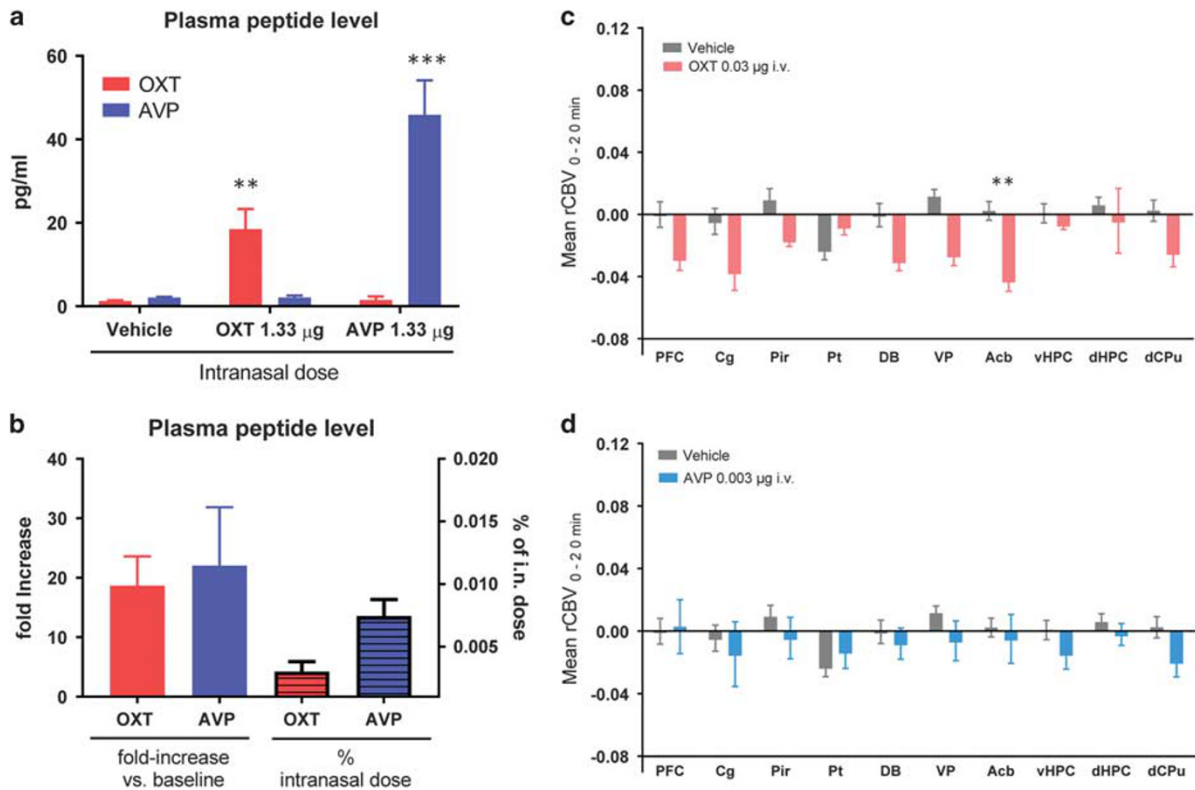 a
Plasma peptide level
60
40
20
0
pg/ml
OXT
AVP
**
***
Vehicle
OXT 1.33 μg
AVP 1.33 μg
Intranasal dose
b
Plasma peptide level
40
30
20
10
0
fold Increase
0.020
0.015
0.010
0.005
% of i.n. dose
OXT
AVP
OXT
AVP
fold-increase
vs. baseline
%
intranasal dose
c
0.12
0.08
0.04
0.00
-0.04
-0.08
Mean rCBV 0 - 2 0 min
Vehicle
OXT 0.03 µg i.v.
**
PFC Cg Pir Pt DB VP Acb vHPC dHPC dCPu
d
0.12
0.08
0.04
0.00
-0.04
-0.08
Mean rCBV 0 - 2 0 min
Vehicle
AVP 0.003 µg i.v.
PFC Cg Pir Pt DB VP Acb vHPC dHPC dCPu